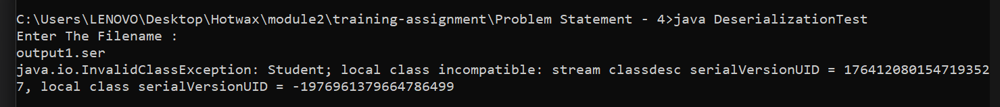 C:\Users\LENOVO\Desktop\Hotwax\module2\training-assignment\Problem Statement - 4>java DeserializationTest
Enter The Filename :
output1.ser
java.io.InvalidClassException: Student; local class incompatible: stream classdesc serialVersionUID = 176412080154719352
7, local class serialVersionUID = -1976961379664786499